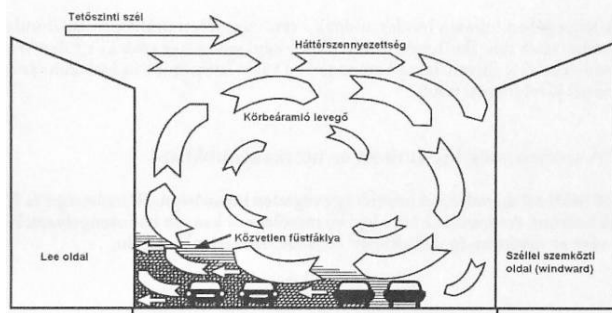 Tetőszinti szél
Háttérszennyezettség
Körbeáramló levegő
Közvetlen füstfáklya
Lee oldal
Széllel szemközti
oldal (windward)